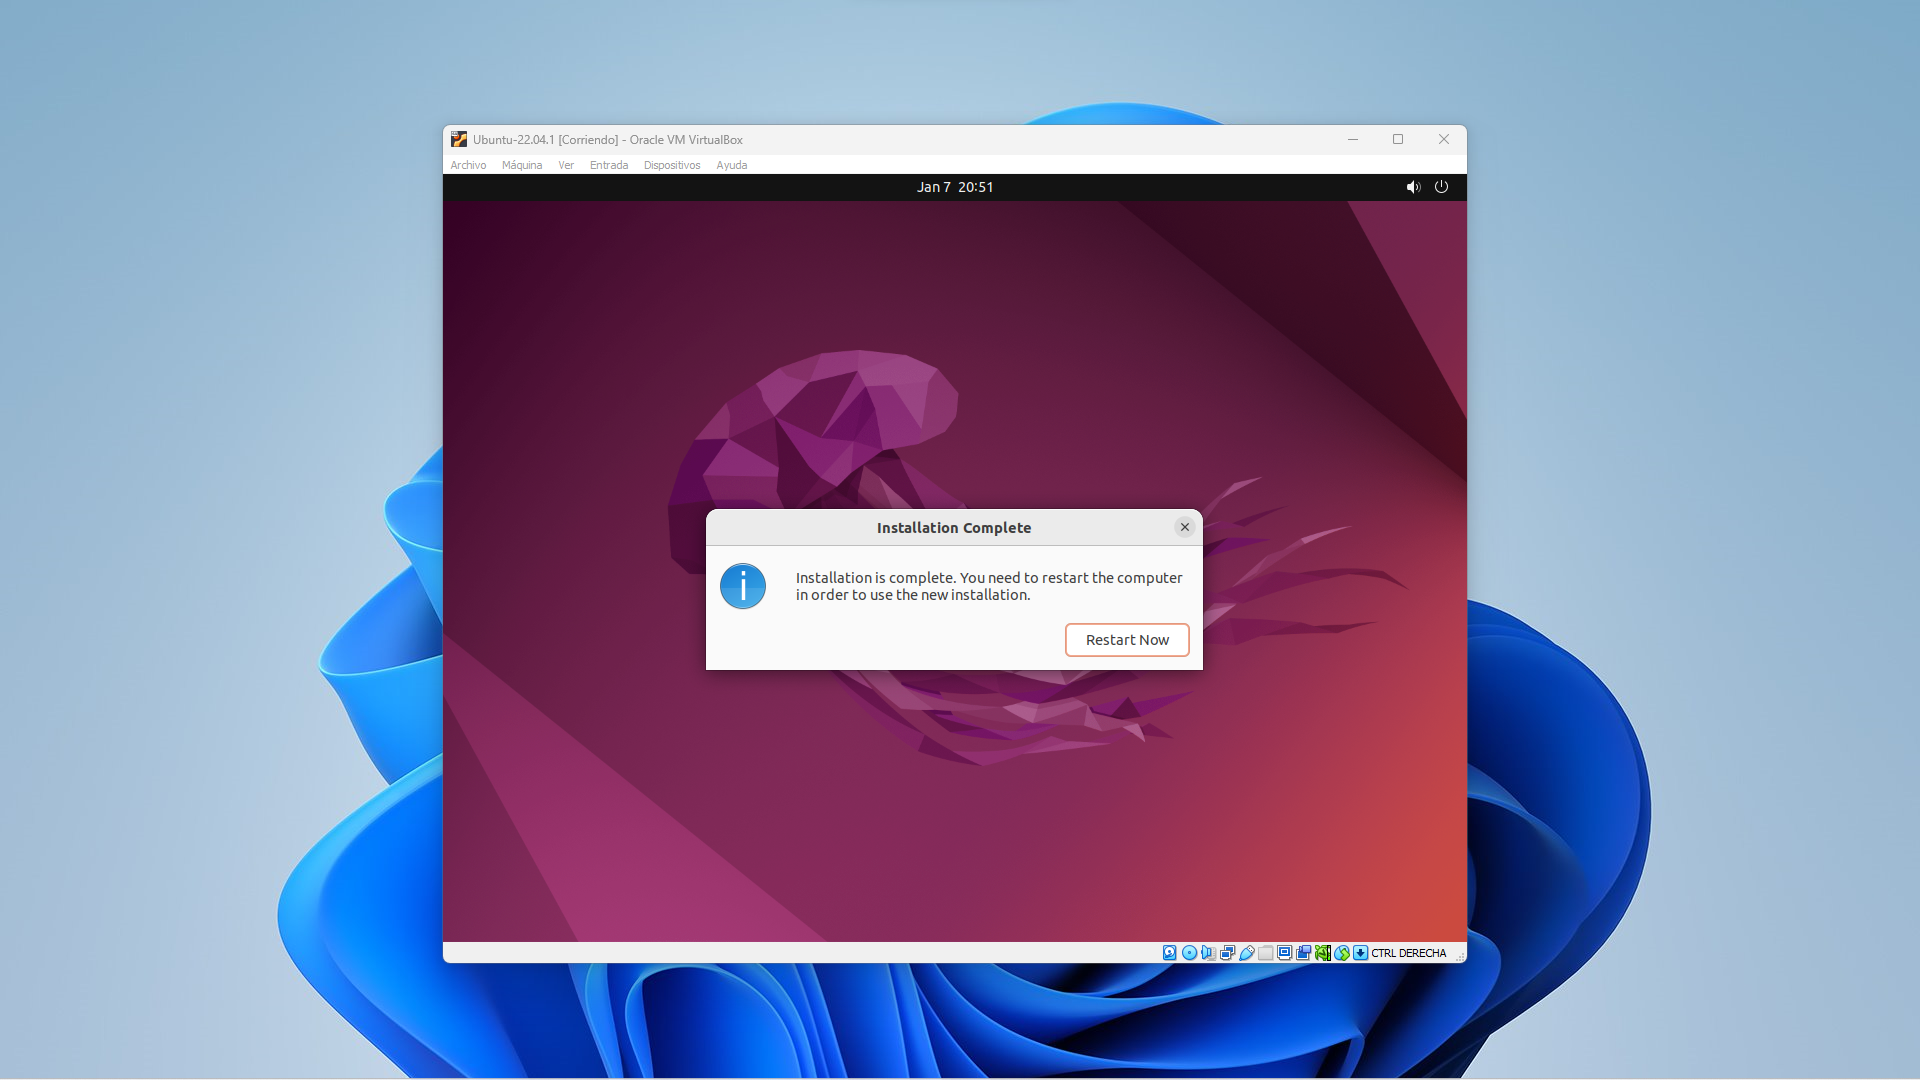 Ubuntu-22.04.1 [Corriendo] - Oracle VM VirtualBox
Archivo Máquina Ver Entrada Dispositivos Ayuda
Jan 7 20:51
Installation Complete
Installation is complete. You need to restart the computer
in order to use the new installation.
Restart Now
CTRL DERECHA